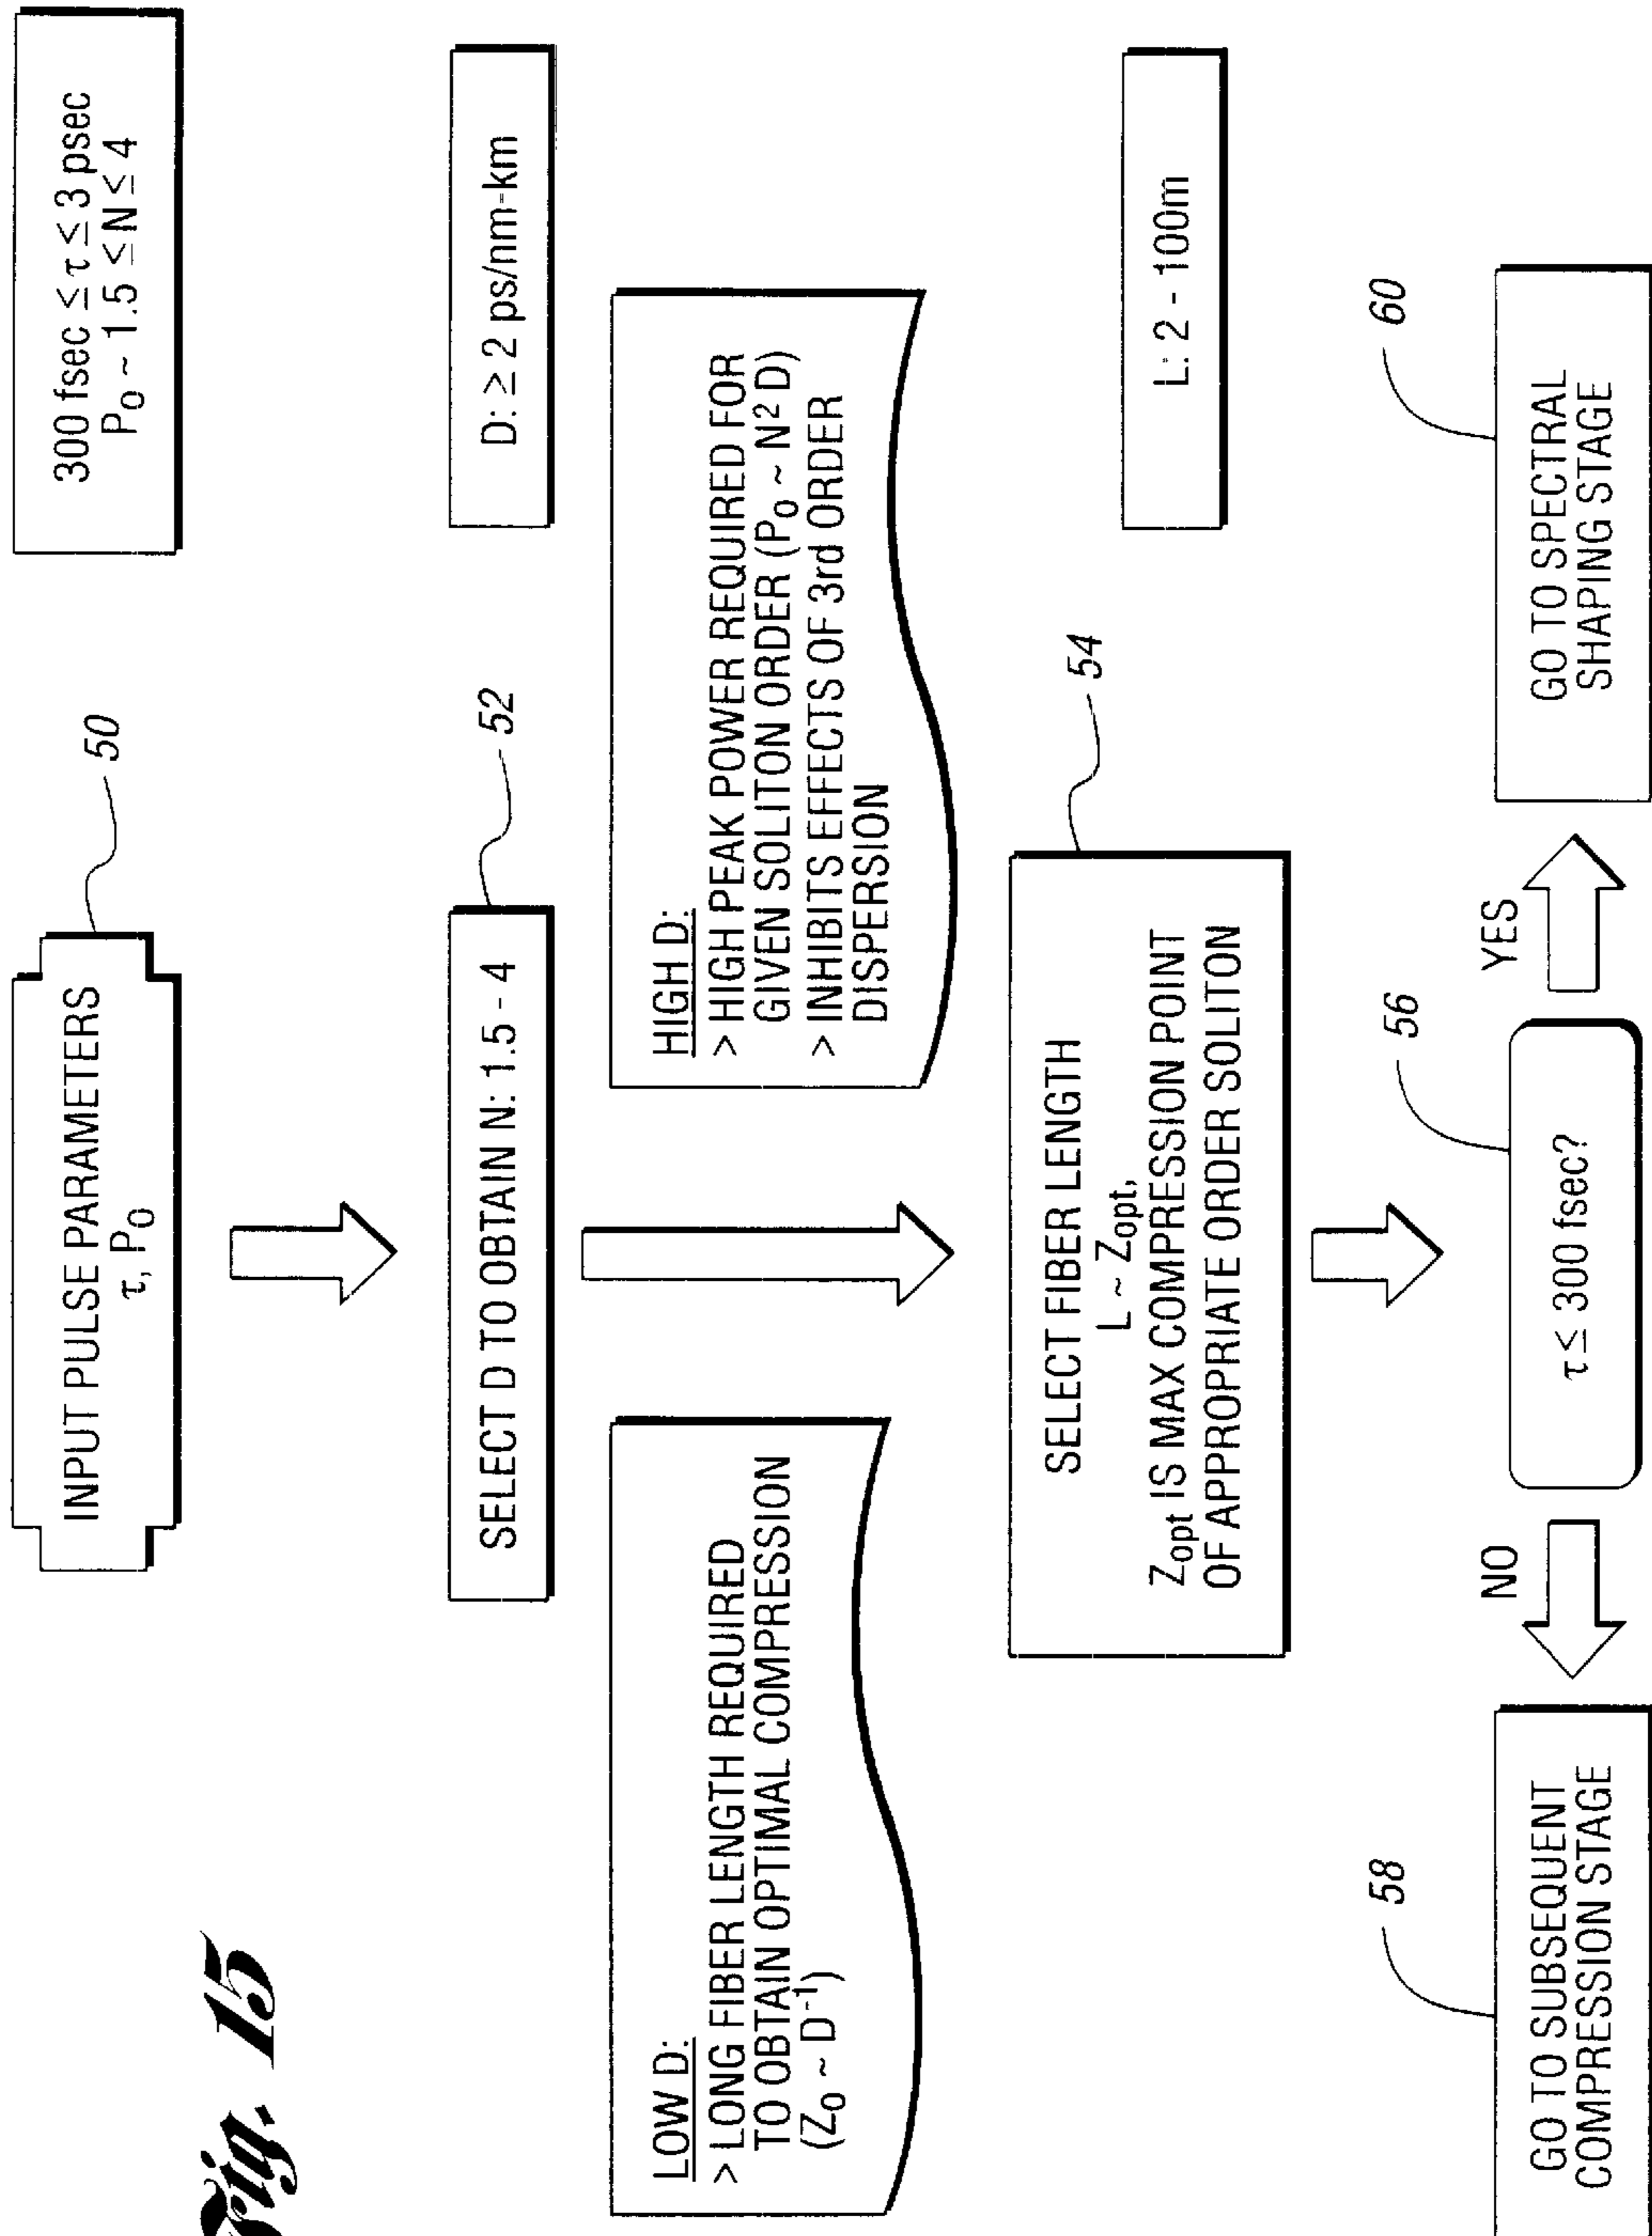 Fig. 15
INPUT PULSE PARAMETERS
τ, P₀
50
300 fsec ≤ τ ≤ 3 psec
P₀ ~ 1.5 ≤ N ≤ 4
SELECT D TO OBTAIN N: 1.5 - 4
52
D: ≥ 2 ps/nm-km
LOW D:
> LONG FIBER LENGTH REQUIRED
TO OBTAIN OPTIMAL COMPRESSION
(Z₀ ~ D⁻¹)
HIGH D:
> HIGH PEAK POWER REQUIRED FOR
GIVEN SOLITON ORDER (P₀ ~ N² D)
> INHIBITS EFFECTS OF 3rd ORDER
DISPERSION
SELECT FIBER LENGTH
L ~ Zopt,
Zopt IS MAX COMPRESSION POINT
OF APPROPRIATE ORDER SOLITON
54
L: 2 - 100m
58
GO TO SUBSEQUENT
COMPRESSION STAGE
NO
τ ≤ 300 fsec?
56
YES
60
GO TO SPECTRAL
SHAPING STAGE